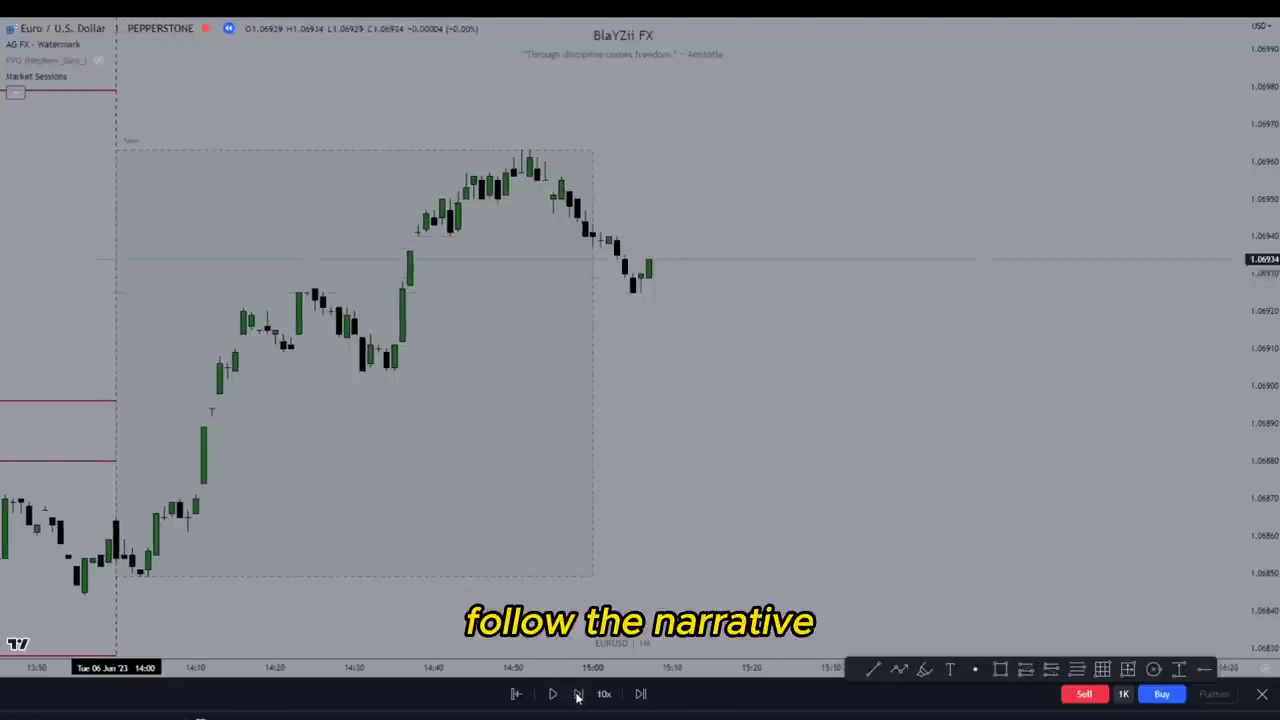 Euro / U.S. Dollar 1 PEPPERSTONE O1.06929 H1.06934 L1.06929 C1.06934 +0.00004 (+0.00%)
USD
AG FX - Watermark
FVG (Nephew_Sam_)
Market Sessions
BlaYZii FX
"Through discipline comes freedom." – Aristotle
1.06990
1.06980
1.06970
1.06960
1.06950
1.06940
1.06934
1.06930
1.06920
1.06910
1.06900
1.06890
1.06880
1.06870
1.06860
1.06850
1.06840
1.06830
follow the narrative
EURUSD | 1M
13:50 Tue 06 Jun '23 14:00 14:10 14:20 14:30 14:40 14:50 15:00 15:10 15:20 15:30 16:20
10x
Sell 1K Buy Flatten